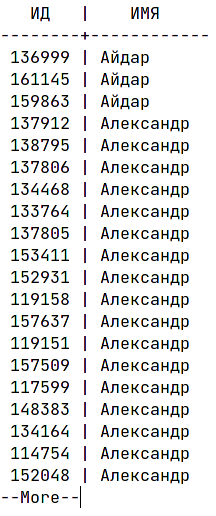 ИД | ИМЯ
--------+------------
136999 | Айдар
161145 | Айдар
159863 | Айдар
137912 | Александр
138795 | Александр
137806 | Александр
134468 | Александр
133764 | Александр
137805 | Александр
153411 | Александр
152931 | Александр
119158 | Александр
157637 | Александр
119151 | Александр
157509 | Александр
117599 | Александр
148383 | Александр
134164 | Александр
114754 | Александр
152048 | Александр
--More--